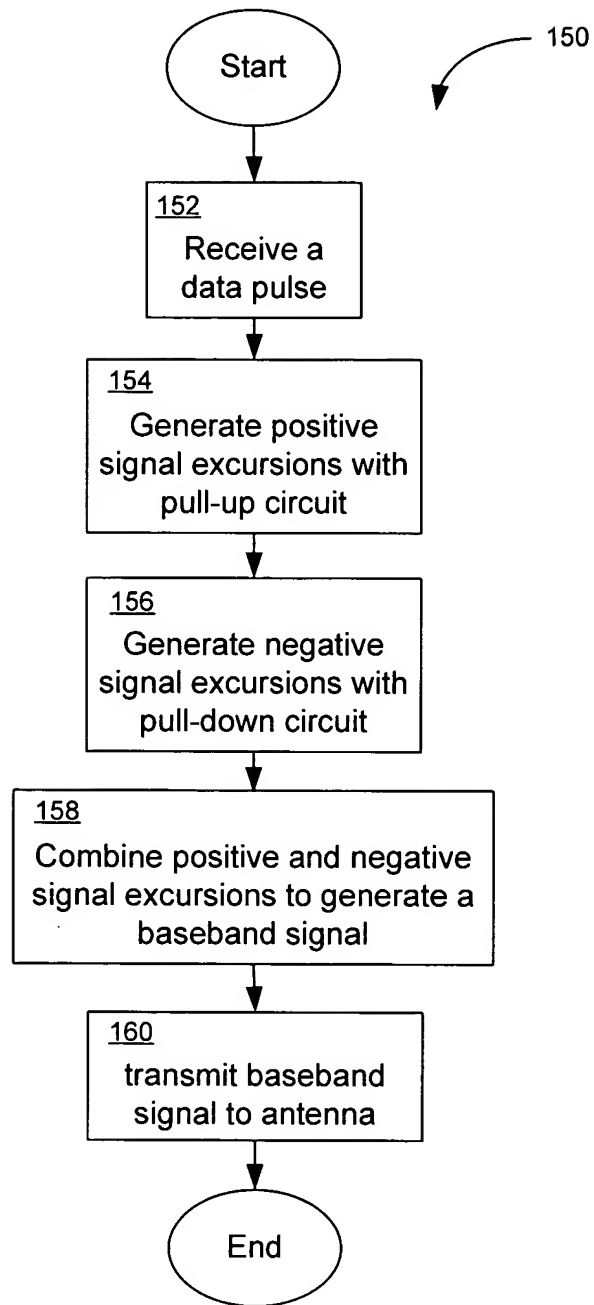 Start
150
152
Receive a
data pulse
154
Generate positive
signal excursions with
pull-up circuit
156
Generate negative
signal excursions with
pull-down circuit
158
Combine positive and negative
signal excursions to generate a
baseband signal
160
transmit baseband
signal to antenna
End